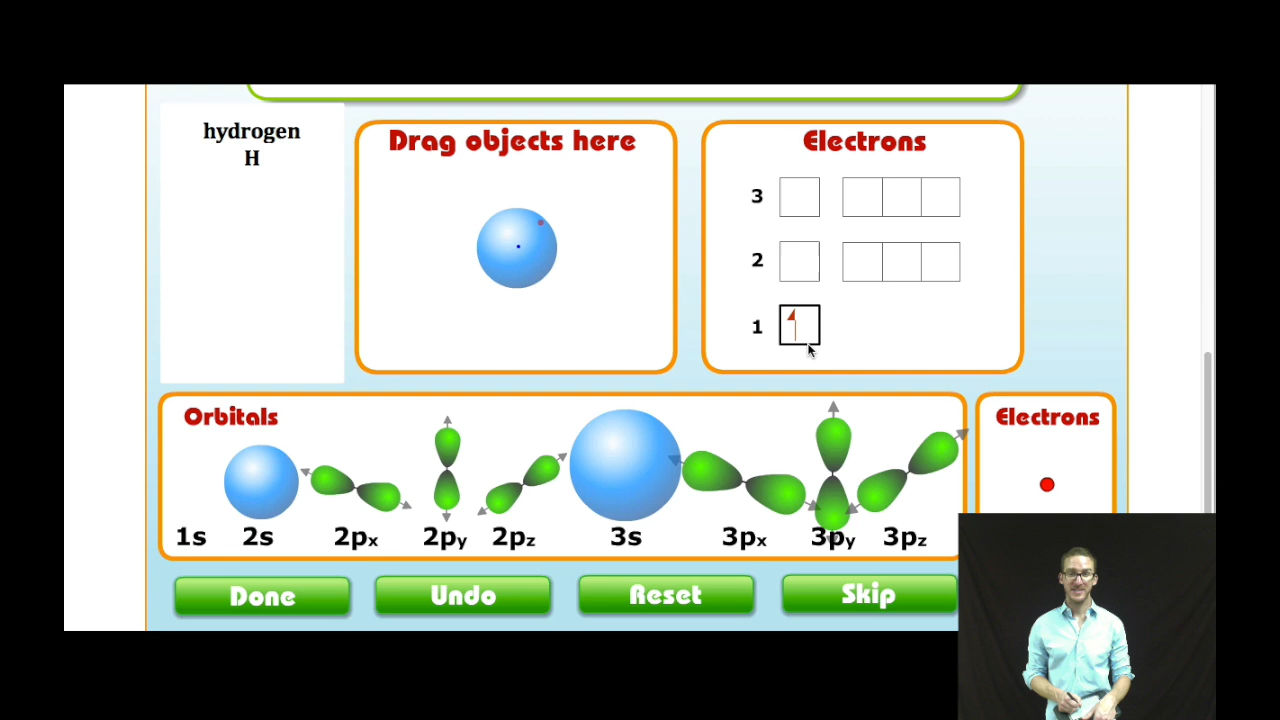 hydrogen
H
Drag objects here
Electrons
3
2
1
Orbitals
1s 2s 2px 2py 2pz 3s 3px 3py 3pz
Electrons
Done
Undo
Reset
Skip